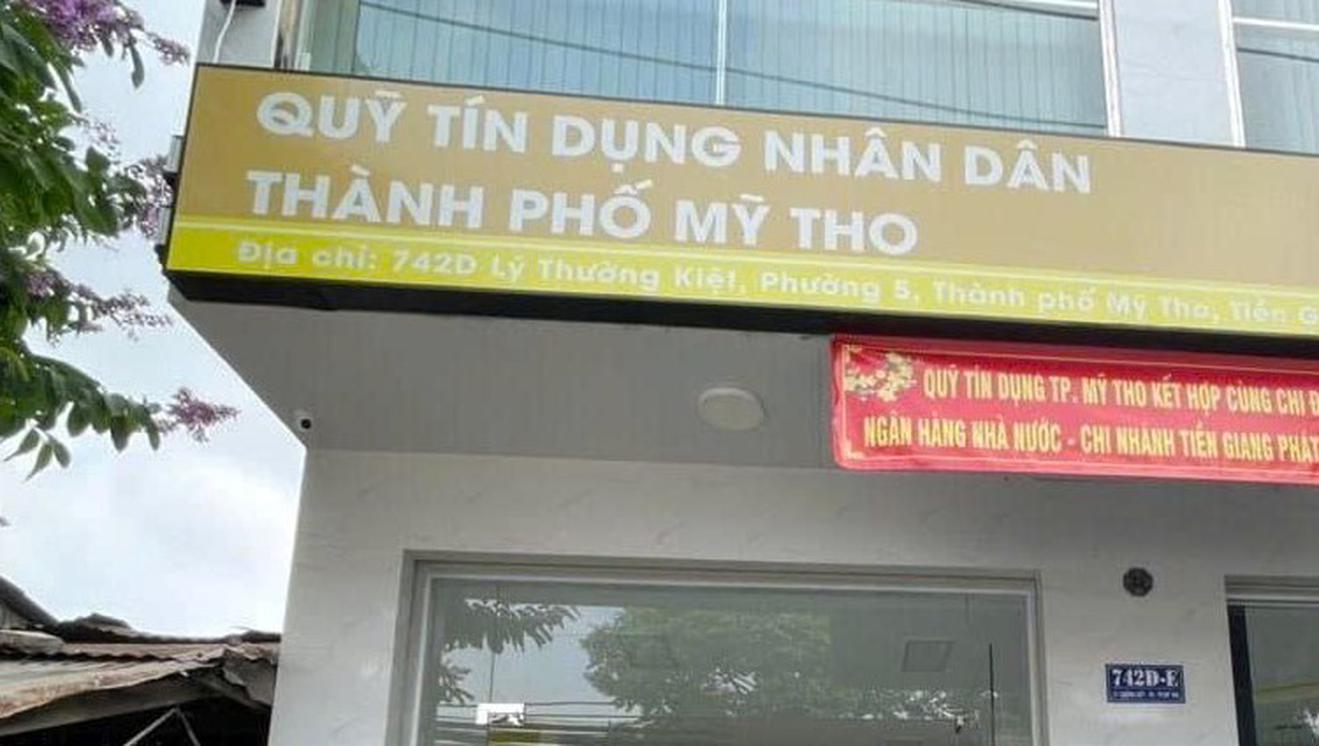 QUỸ TÍN DỤNG NHÂN DÂN
THÀNH PHỐ MỸ THO
Địa chỉ: 742D Lý Thường Kiệt, Phường 5, Thành phố Mỹ Tho, Tiền G
QUỸ TÍN DỤNG TP. MỸ THO KẾT HỢP CÙNG CHI Đ
NGÂN HÀNG NHÀ NƯỚC - CHI NHÁNH TIỀN GIANG PHÁT
742D-E